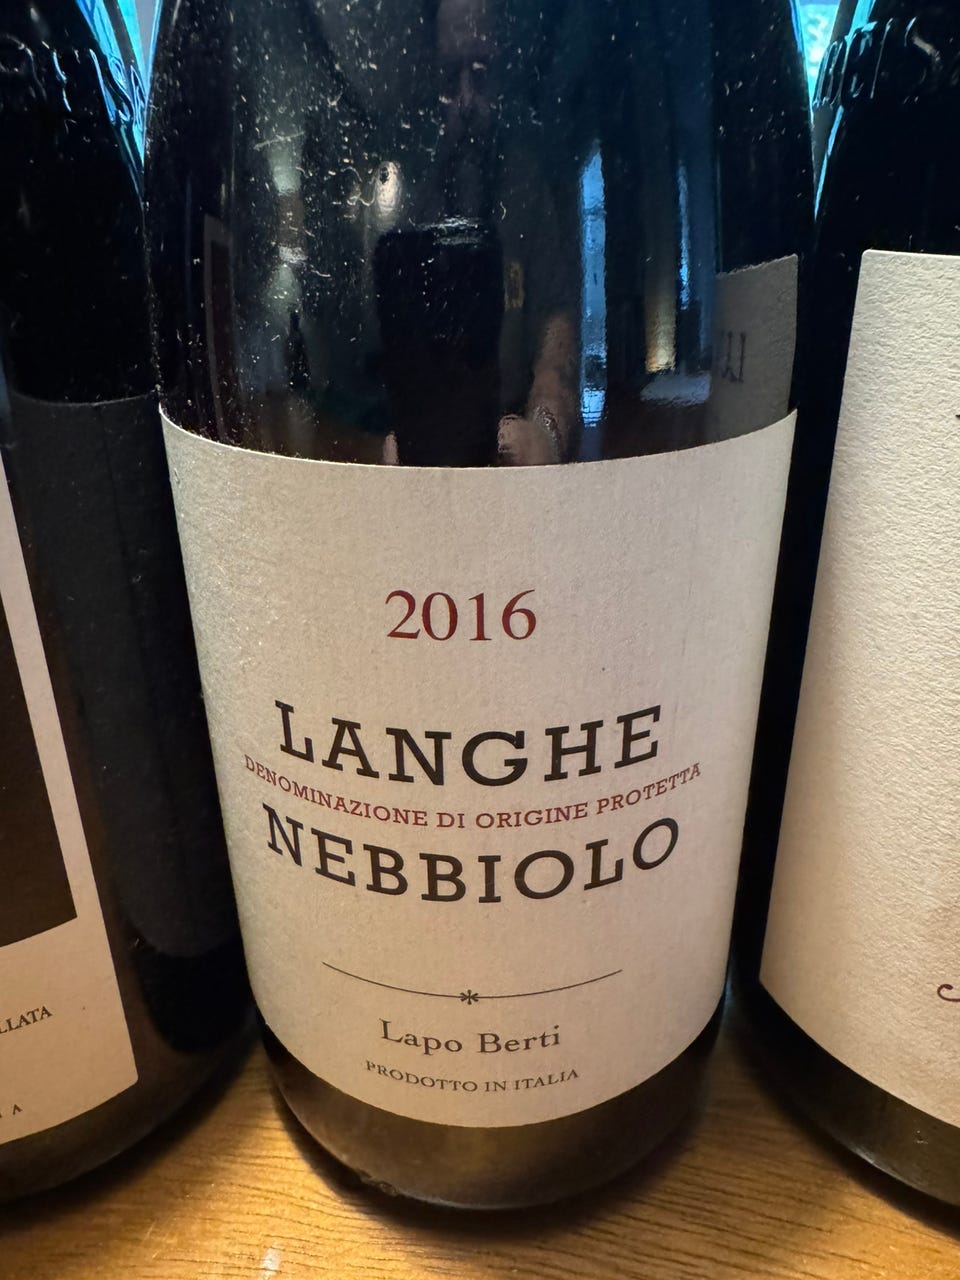 2016
LANGHE
DENOMINAZIONE DI ORIGINE PROTETTA
NEBBIOLO
Lapo Berti
PRODOTTO IN ITALIA